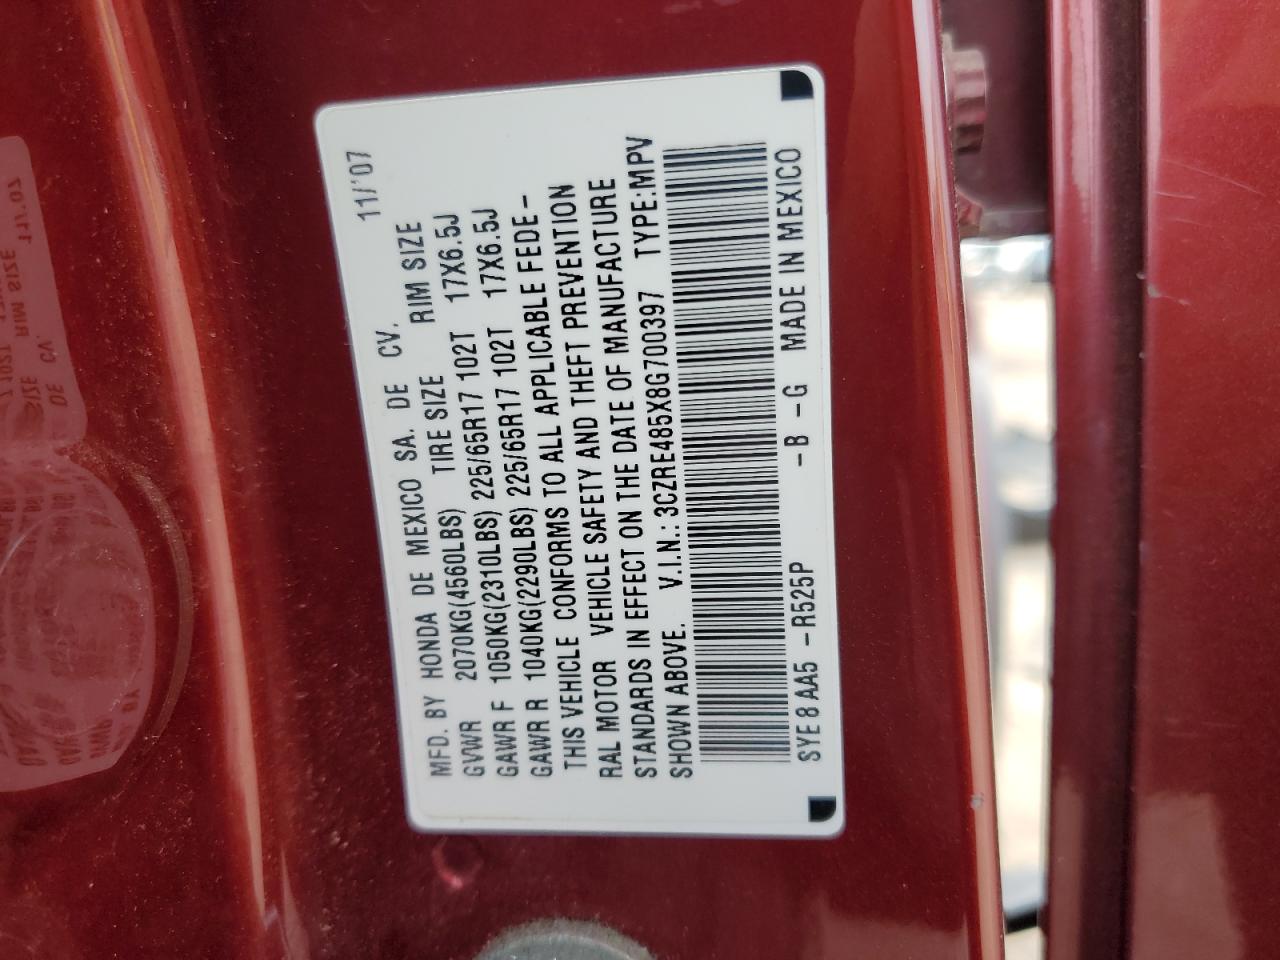 11/'07
MFD. BY HONDA DE MEXICO SA. DE CV.
GVWR 2070KG(4560LBS) TIRE SIZE RIM SIZE
GAWR F 1050KG(2310LBS) 225/65R17 102T 17X6.5J
GAWR R 1040KG(2290LBS) 225/65R17 102T 17X6.5J
THIS VEHICLE CONFORMS TO ALL APPLICABLE FEDE-
RAL MOTOR VEHICLE SAFETY AND THEFT PREVENTION
STANDARDS IN EFFECT ON THE DATE OF MANUFACTURE
SHOWN ABOVE. V.I.N.: 3CZRE485X8G700397 TYPE:MPV
SYE 8 AA5 -R525P -B -G MADE IN MEXICO